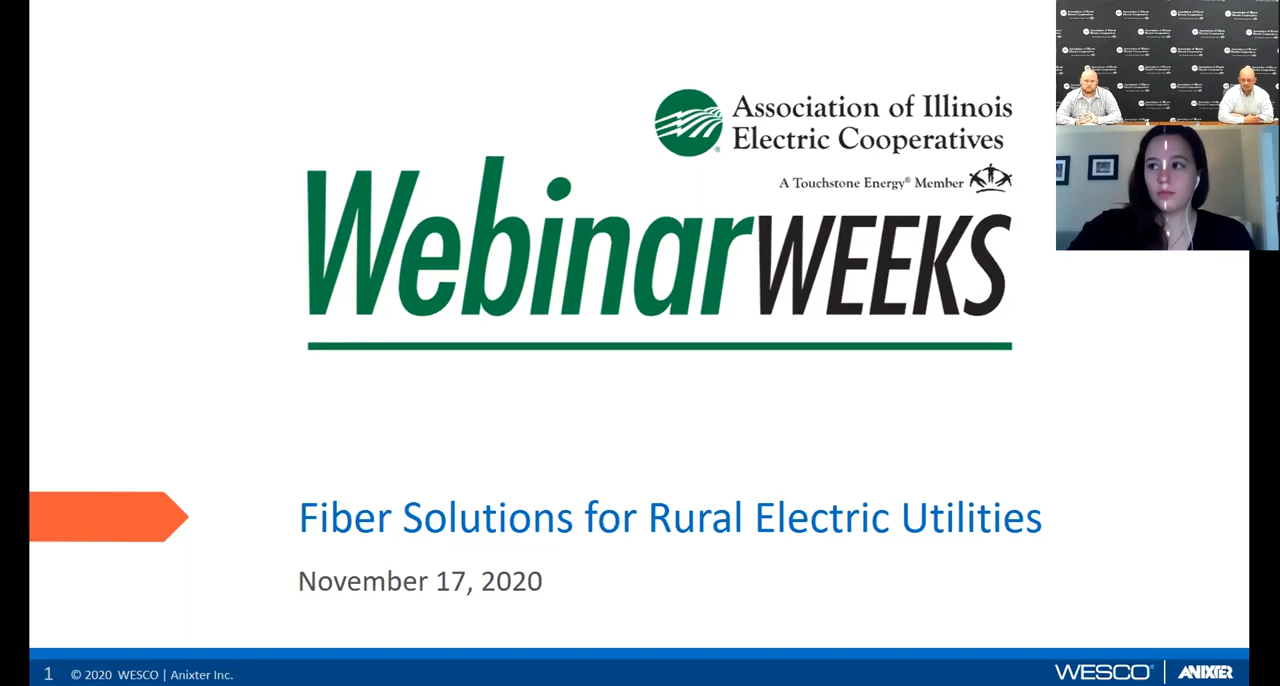 Association of Illinois
Electric Cooperatives
A Touchstone Energy® Member
WebinarWEEKS
Fiber Solutions for Rural Electric Utilities
November 17, 2020
1 © 2020 WESCO | Anixter Inc.
WESCO® | ANIXTER